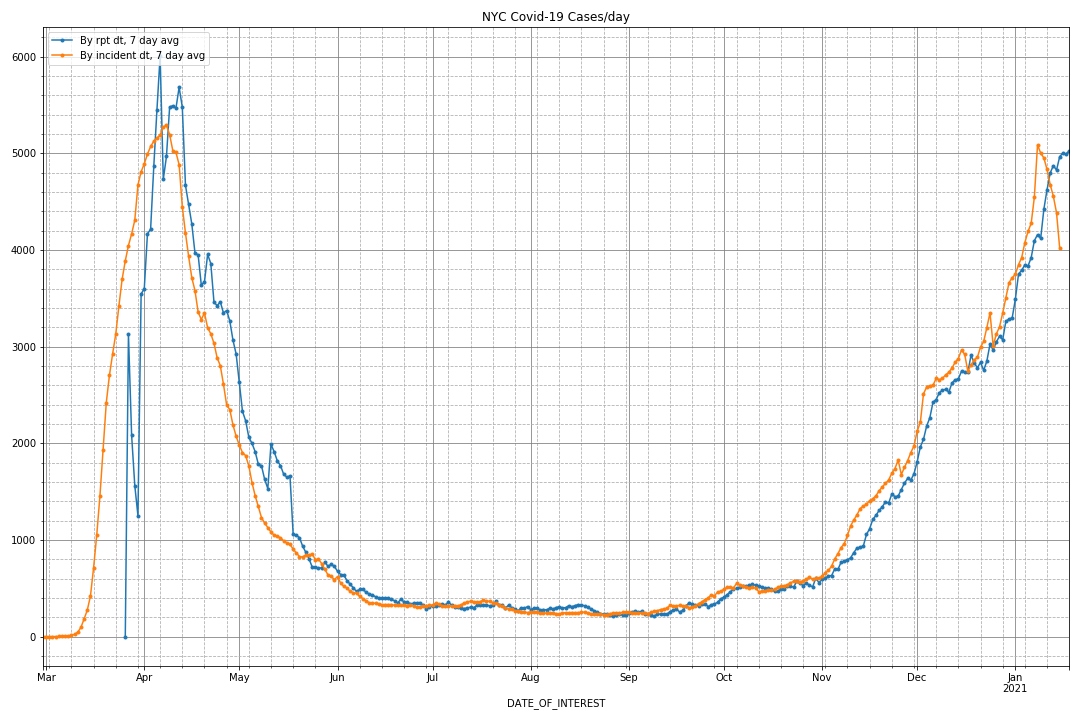 NYC Covid-19 Cases/day
By rpt dt, 7 day avg
By incident dt, 7 day avg
6000
5000
4000
3000
2000
1000
0
Mar Apr May Jun Jul Aug Sep Oct Nov Dec Jan
2021
DATE_OF_INTEREST